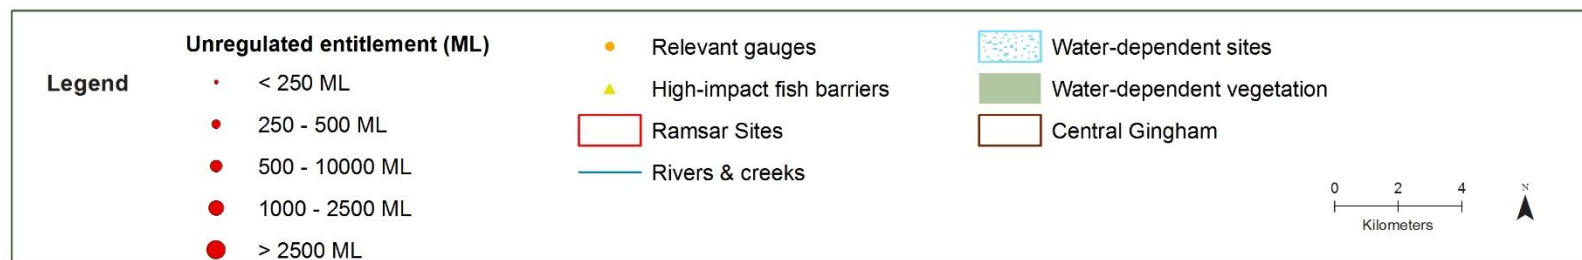 Legend
Unregulated entitlement (ML)
< 250 ML
250 - 500 ML
500 - 10000 ML
1000 - 2500 ML
> 2500 ML
Relevant gauges
High-impact fish barriers
Ramsar Sites
Rivers & creeks
Water-dependent sites
Water-dependent vegetation
Central Gingham
0 2 4
Kilometers
N